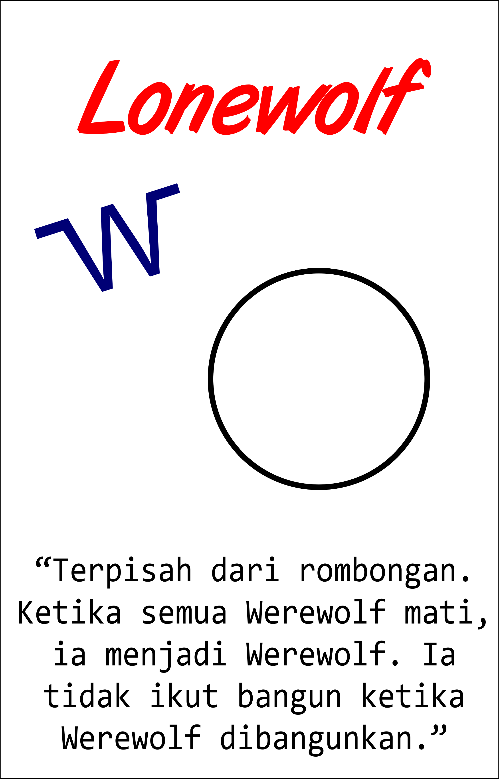 Lonewolf
W
“Terpisah dari rombongan.
Ketika semua Werewolf mati,
ia menjadi Werewolf. Ia
tidak ikut bangun ketika
Werewolf dibangunkan.”